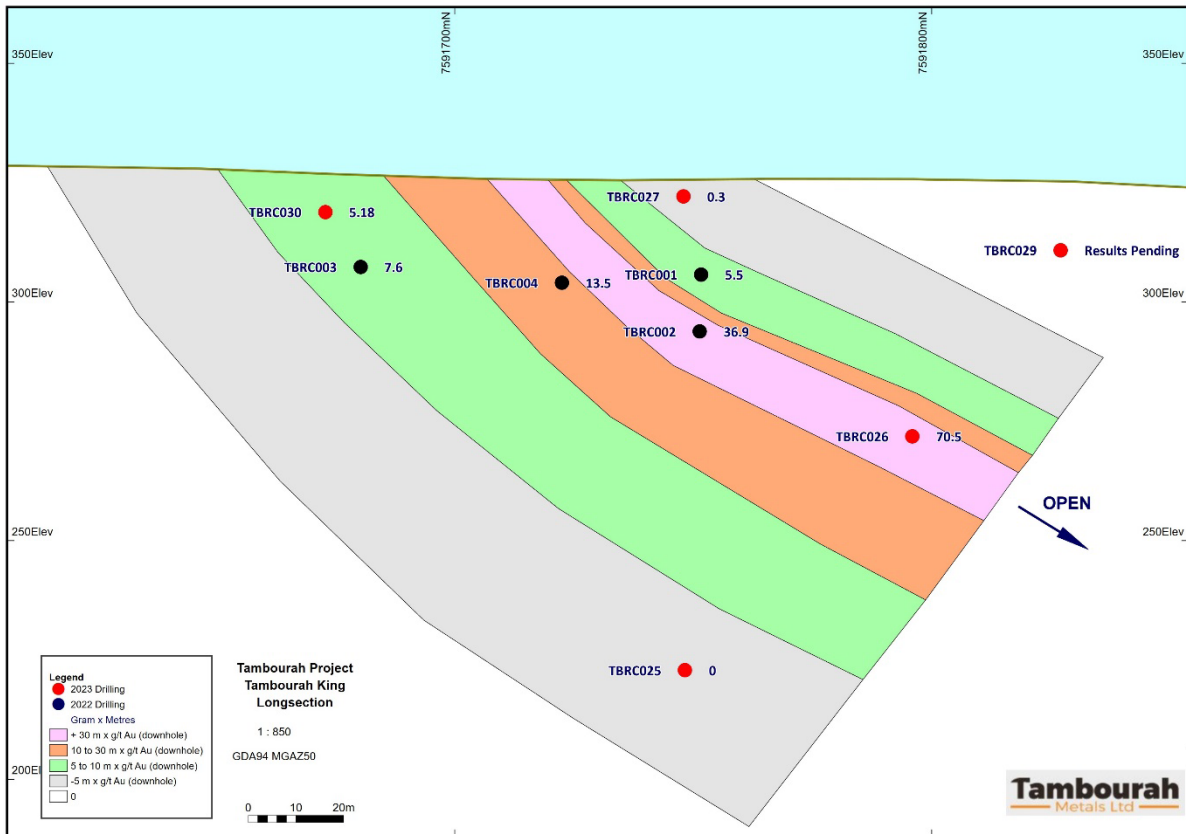 7591700mN
7591800mN
350Elev
350Elev
TBRC027 0.3
TBRC030 5.18
TBRC029 Results Pending
TBRC003 7.6
TBRC001 5.5
TBRC004 13.5
300Elev
300Elev
TBRC002 36.9
TBRC026 70.5
OPEN
250Elev
250Elev
TBRC025 0
Legend
2023 Drilling
2022 Drilling
Gram x Metres
+ 30 m x g/t Au (downhole)
10 to 30 m x g/t Au (downhole)
5 to 10 m x g/t Au (downhole)
-5 m x g/t Au (downhole)
0
Tambourah Project
Tambourah King
Longsection
1 : 850
GDA94 MGAZ50
0 10 20m
200El
200Elev
Tambourah
Metals Ltd